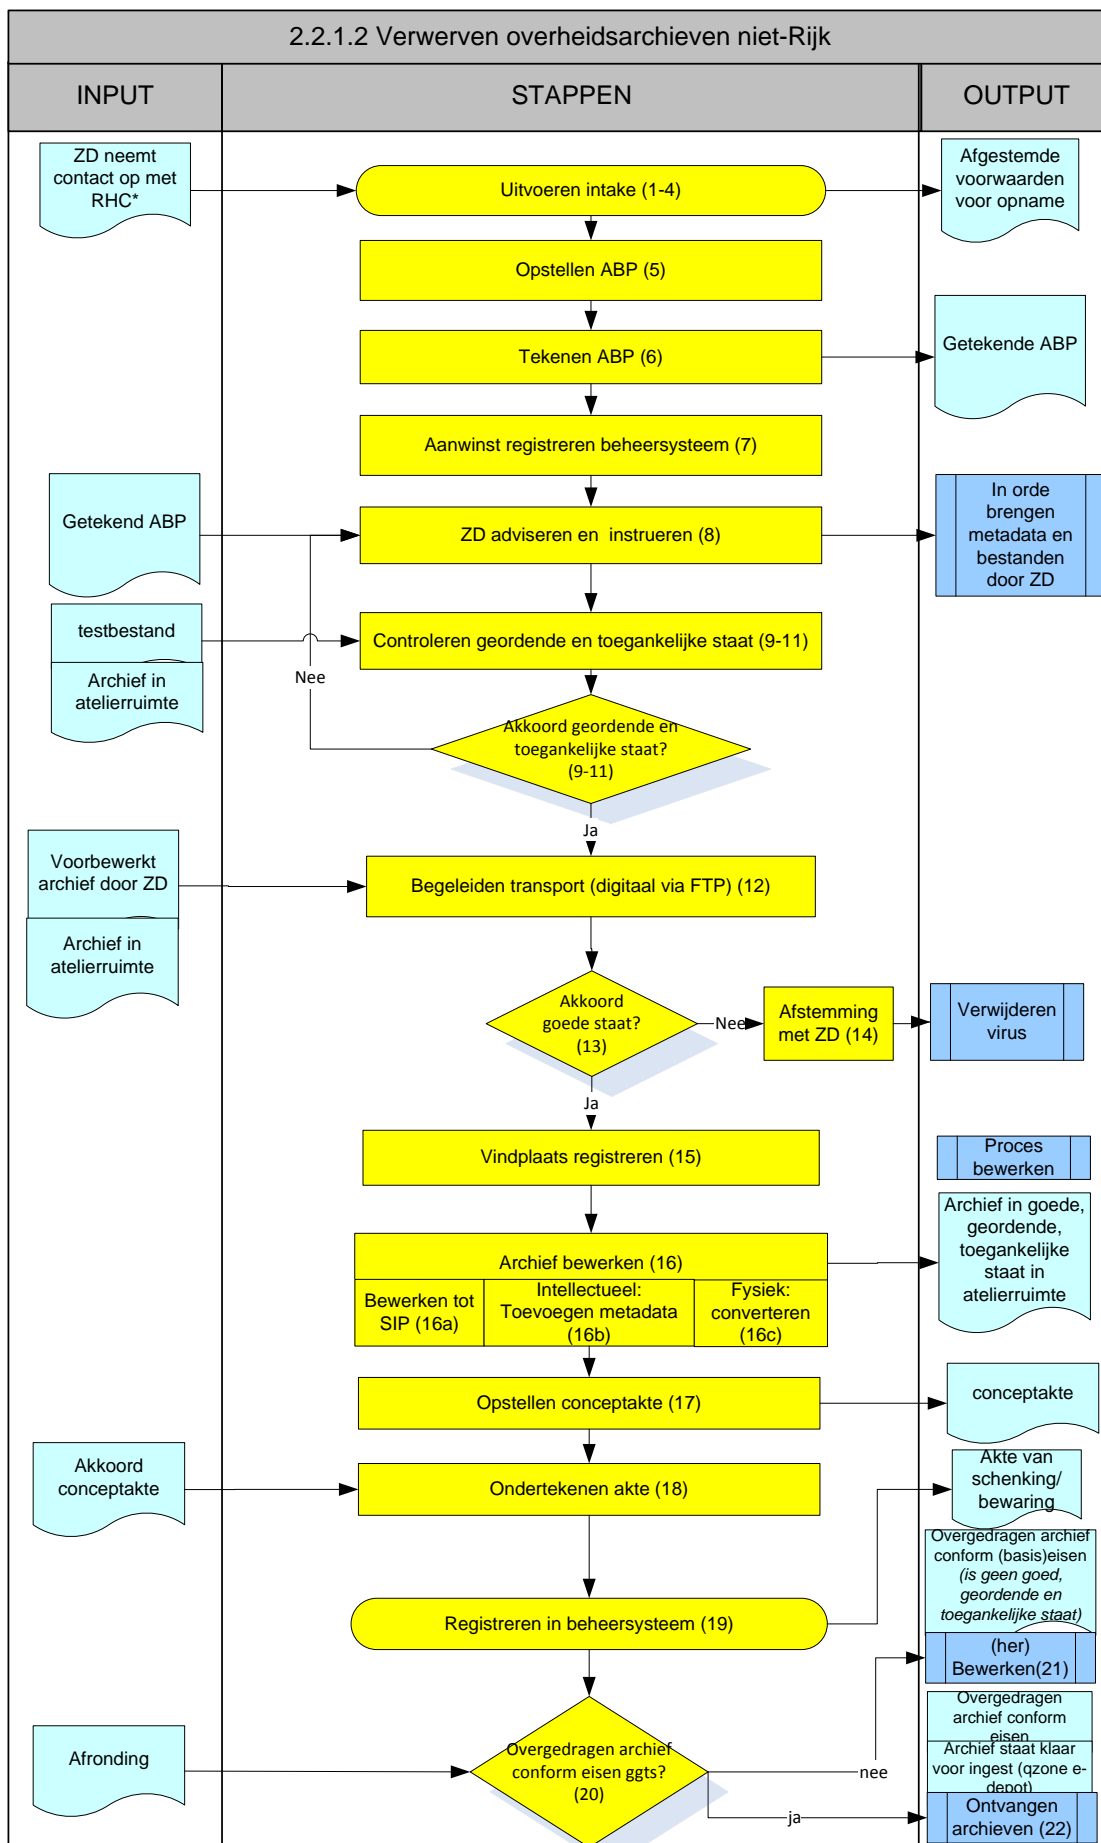 2.2.1.2 Verwerven overheidsarchieven niet-Rijk
INPUT
STAPPEN
OUTPUT
ZD neemt
contact op met
RHC*
Uitvoeren intake (1-4)
Afgestemde
voorwaarden
voor opname
Opstellen ABP (5)
Tekenen ABP (6)
Getekende ABP
Aanwinst registreren beheersysteem (7)
Getekend ABP
ZD adviseren en instrueren (8)
In orde
brengen
metadata en
bestanden
door ZD
testbestand
Controleren geordende en toegankelijke staat (9-11)
Archief in
atelierruimte
Nee
Akkoord geordende en
toegankelijke staat?
(9-11)
Ja
Voorbewerkt
archief door ZD
Begeleiden transport (digitaal via FTP) (12)
Archief in
atelierruimte
Akkoord
goede staat?
(13)
Nee
Afstemming
met ZD (14)
Verwijderen
virus
Ja
Vindplaats registreren (15)
Proces
bewerken
Archief bewerken (16)
Archief in goede,
geordende,
toegankelijke
staat in
atelierruimte
Bewerken tot
SIP (16a)
Intellectueel:
Toevoegen metadata
(16b)
Fysiek:
converteren
(16c)
Opstellen conceptakte (17)
conceptakte
Akkoord
conceptakte
Ondertekenen akte (18)
Akte van
schenking/
bewaring
Overgedragen archief
conform (basis)eisen
(is geen goed,
geordende en
toegankelijke staat)
Registreren in beheersysteem (19)
(her)
Bewerken(21)
Afronding
Overgedragen archief
conform eisen ggts?
(20)
nee
ja
Overgedragen
archief conform
eisen
Archief staat klaar
voor ingest (qzone e-
depot)
Ontvangen
archieven (22)